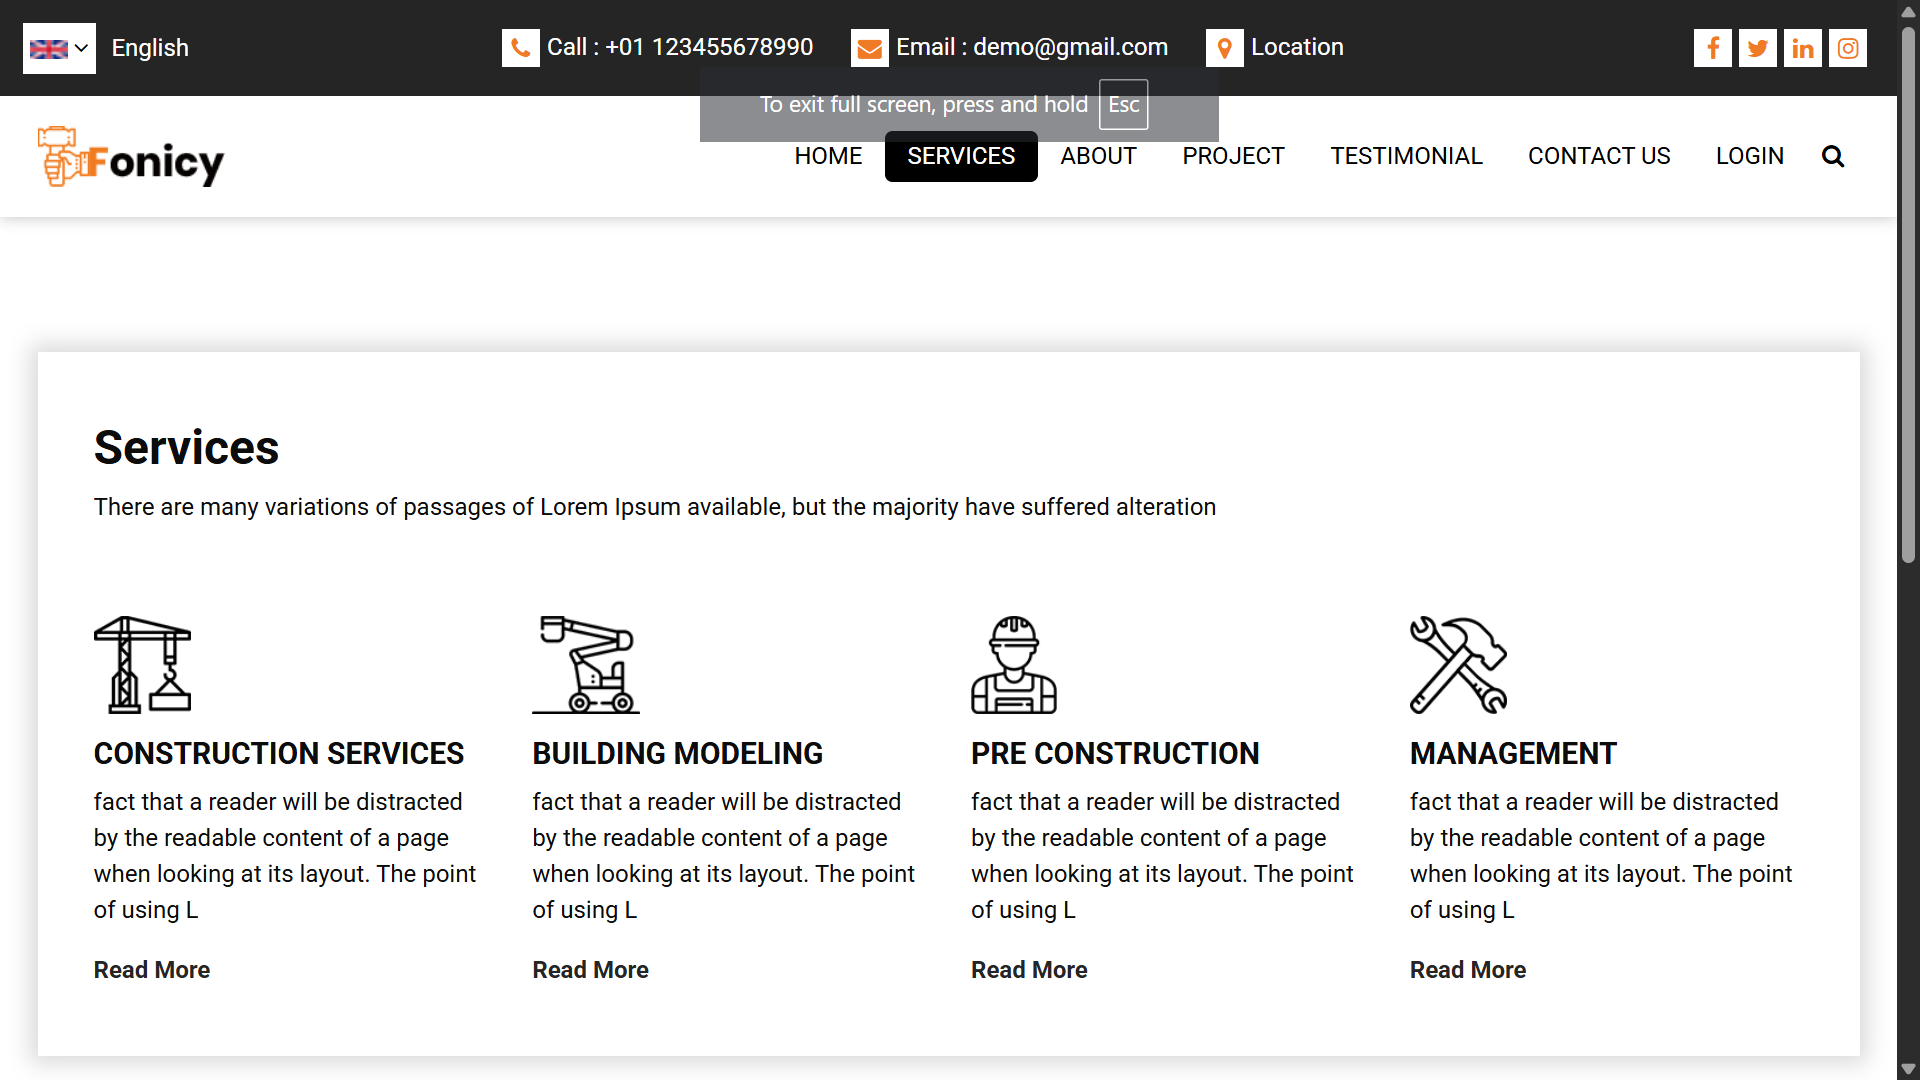 English
Call : +01 123455678990
Email : demo@gmail.com
Location
To exit full screen, press and hold Esc
Fonicy
HOME
SERVICES
ABOUT
PROJECT
TESTIMONIAL
CONTACT US
LOGIN
Services
There are many variations of passages of Lorem Ipsum available, but the majority have suffered alteration
CONSTRUCTION SERVICES
fact that a reader will be distracted
by the readable content of a page
when looking at its layout. The point
of using L
Read More
BUILDING MODELING
fact that a reader will be distracted
by the readable content of a page
when looking at its layout. The point
of using L
Read More
PRE CONSTRUCTION
fact that a reader will be distracted
by the readable content of a page
when looking at its layout. The point
of using L
Read More
MANAGEMENT
fact that a reader will be distracted
by the readable content of a page
when looking at its layout. The point
of using L
Read More